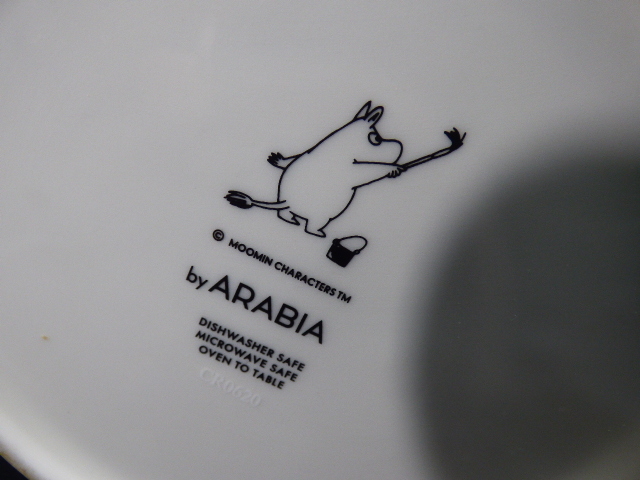 © MOOMIN CHARACTERS™
by ARABIA
DISHWASHER SAFE
MICROWAVE SAFE
OVEN TO TABLE